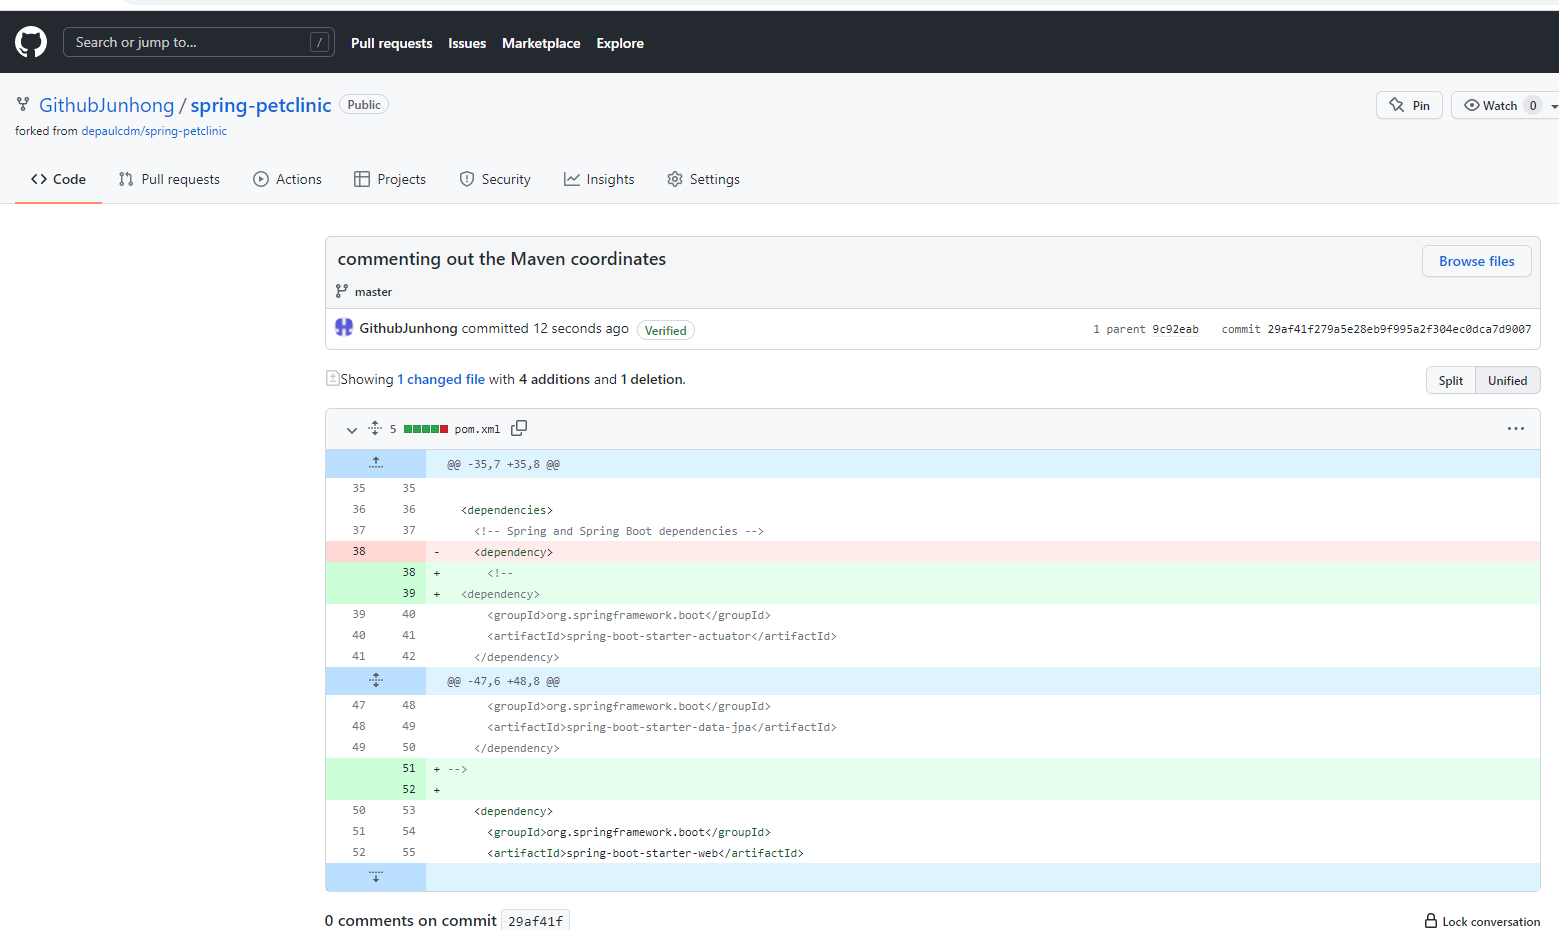 Search or jump to... / Pull requests Issues Marketplace Explore
GithubJunhong / spring-petclinic Public Pin Watch 0
forked from depaulcdm/spring-petclinic
Code Pull requests Actions Projects Security Insights Settings
commenting out the Maven coordinates Browse files
master
GithubJunhong committed 12 seconds ago Verified 1 parent 9c92eab commit 29af41f279a5e28eb9f995a2f304ec0dca7d9007
Showing 1 changed file with 4 additions and 1 deletion. Split Unified
5 pom.xml
@@ -35,7 +35,8 @@
35 35
36 36 <dependencies>
37 37 <!-- Spring and Spring Boot dependencies -->
38 - <dependency>
38 + <!--
39 + <dependency>
39 40 <groupId>org.springframework.boot</groupId>
40 41 <artifactId>spring-boot-starter-actuator</artifactId>
41 42 </dependency>
@@ -47,6 +48,8 @@
47 48 <groupId>org.springframework.boot</groupId>
48 49 <artifactId>spring-boot-starter-data-jpa</artifactId>
49 50 </dependency>
51 + -->
52 +
50 53 <dependency>
51 54 <groupId>org.springframework.boot</groupId>
52 55 <artifactId>spring-boot-starter-web</artifactId>
0 comments on commit 29af41f Lock conversation